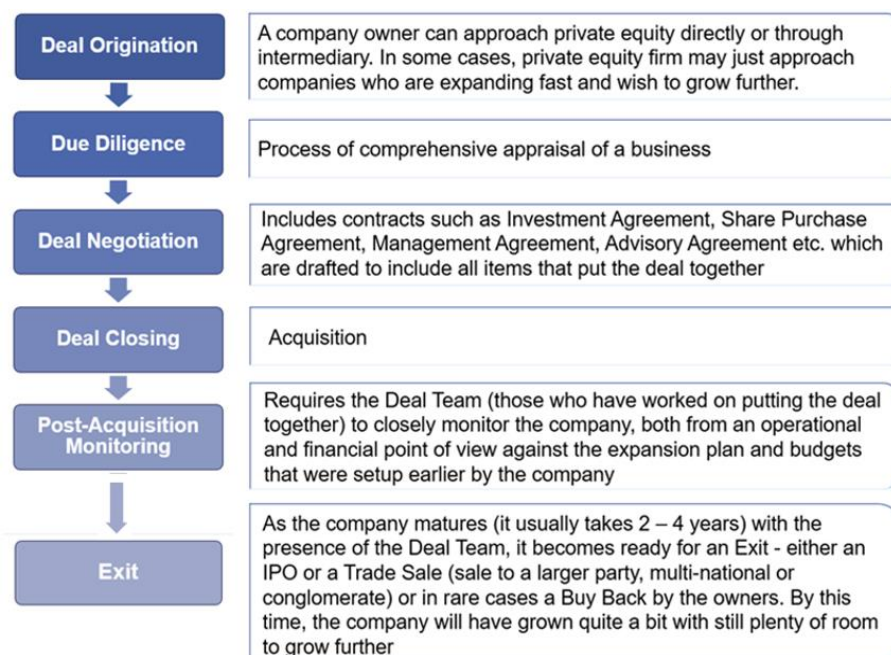 Deal Origination
A company owner can approach private equity directly or through
intermediary. In some cases, private equity firm may just approach
companies who are expanding fast and wish to grow further.
Due Diligence
Process of comprehensive appraisal of a business
Deal Negotiation
Includes contracts such as Investment Agreement, Share Purchase
Agreement, Management Agreement, Advisory Agreement etc. which
are drafted to include all items that put the deal together
Deal Closing
Acquisition
Post-Acquisition
Monitoring
Requires the Deal Team (those who have worked on putting the deal
together) to closely monitor the company, both from an operational
and financial point of view against the expansion plan and budgets
that were setup earlier by the company
Exit
As the company matures (it usually takes 2 – 4 years) with the
presence of the Deal Team, it becomes ready for an Exit - either an
IPO or a Trade Sale (sale to a larger party, multi-national or
conglomerate) or in rare cases a Buy Back by the owners. By this
time, the company will have grown quite a bit with still plenty of room
to grow further